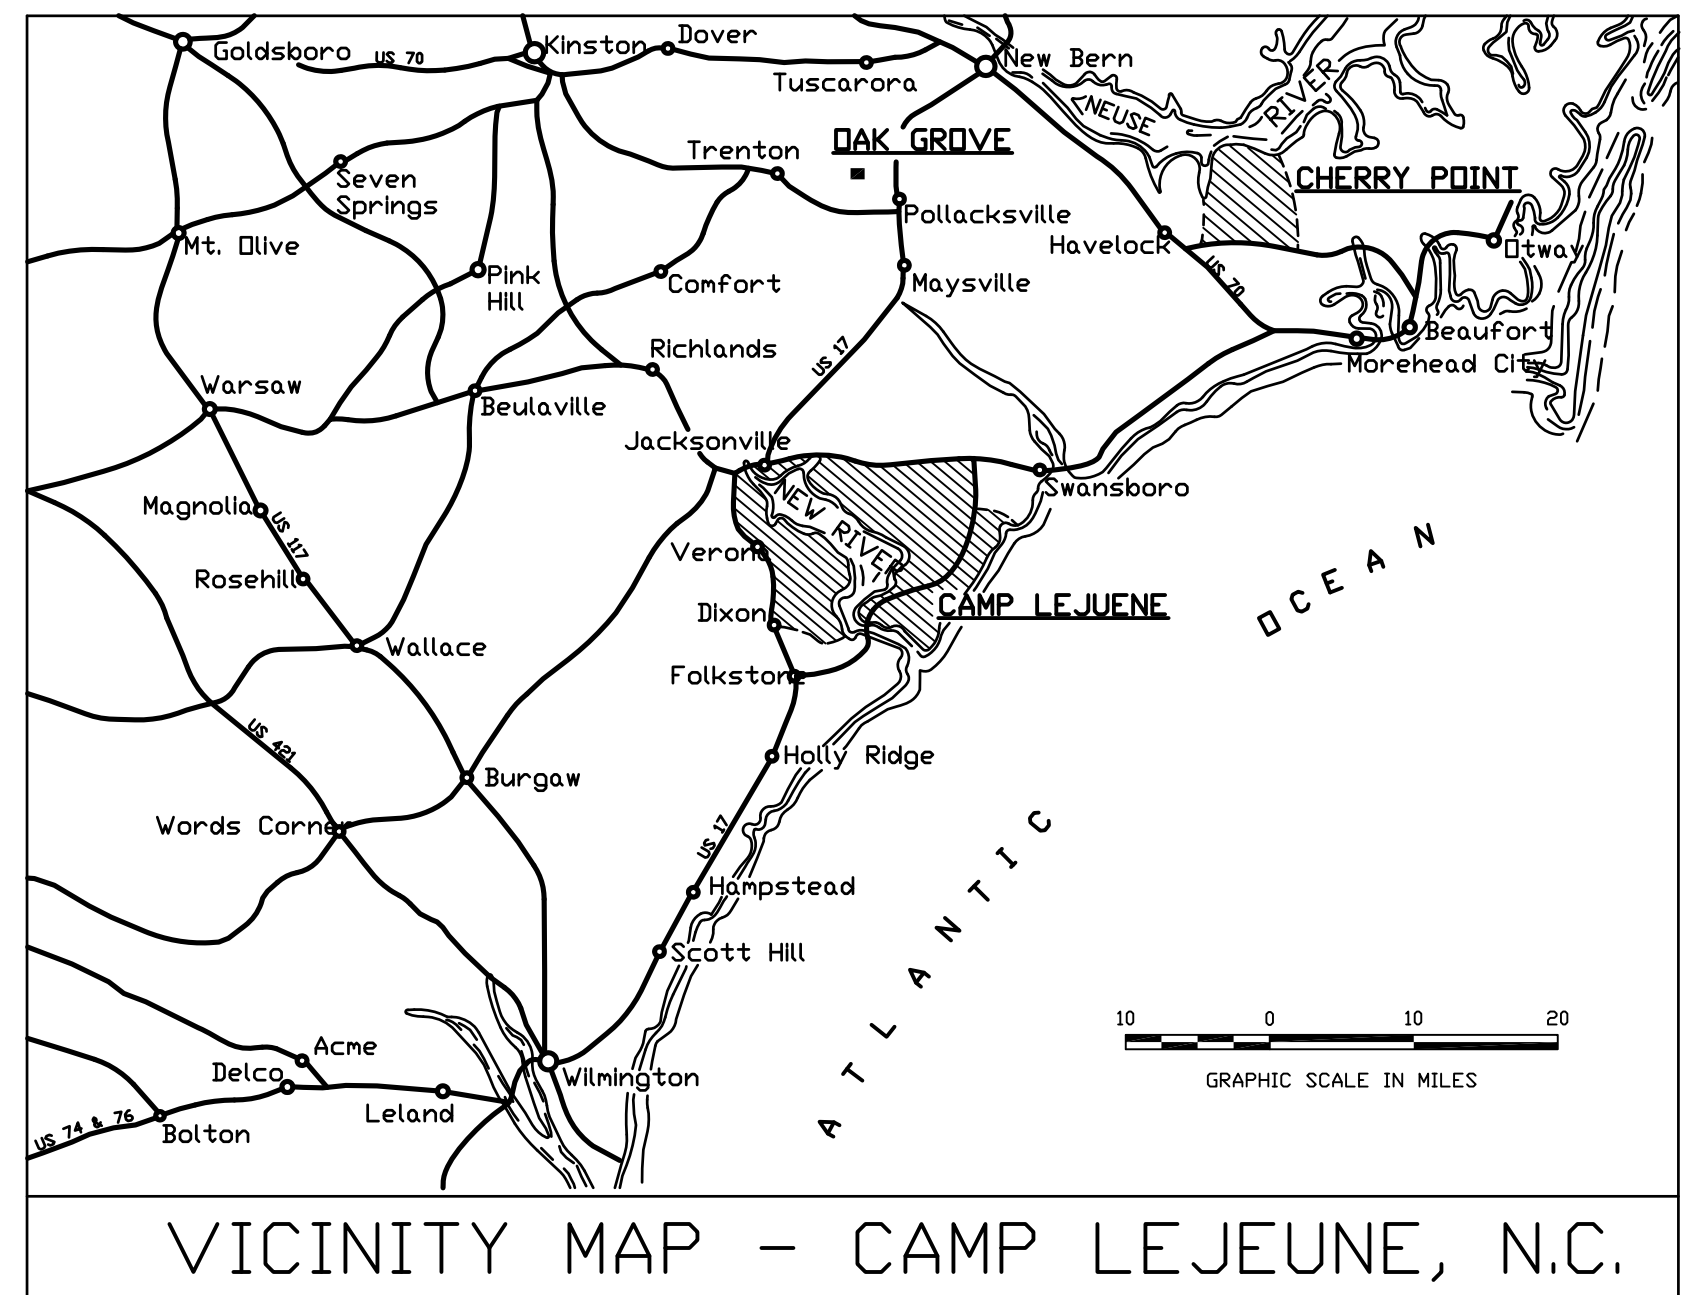 Goldsboro
US 70
Kinston
Dover
Tuscarora
New Bern
NEUSE
RIVER
OAK GROVE
Trenton
Seven
Springs
CHERRY POINT
Pollacksville
Havelock
Mt. Olive
Otway
Pink
Hill
Comfort
Maysville
US 70
Beaufort
Richlands
US 17
Morehead City
Warsaw
Beulaville
Jacksonville
Swansboro
Magnolia
US 117
NEW RIVER
Verona
Rosehill
CAMP LEJUENE
Dixon
OCEAN
Wallace
Folkstone
US 421
Holly Ridge
Burgaw
Words Corner
US 17
Hampstead
Scott Hill
ATLANTIC
10 0 10 20
GRAPHIC SCALE IN MILES
Acme
Delco
Wilmington
Leland
US 74 & 76
Bolton
VICINITY MAP - CAMP LEJEUNE, N.C.